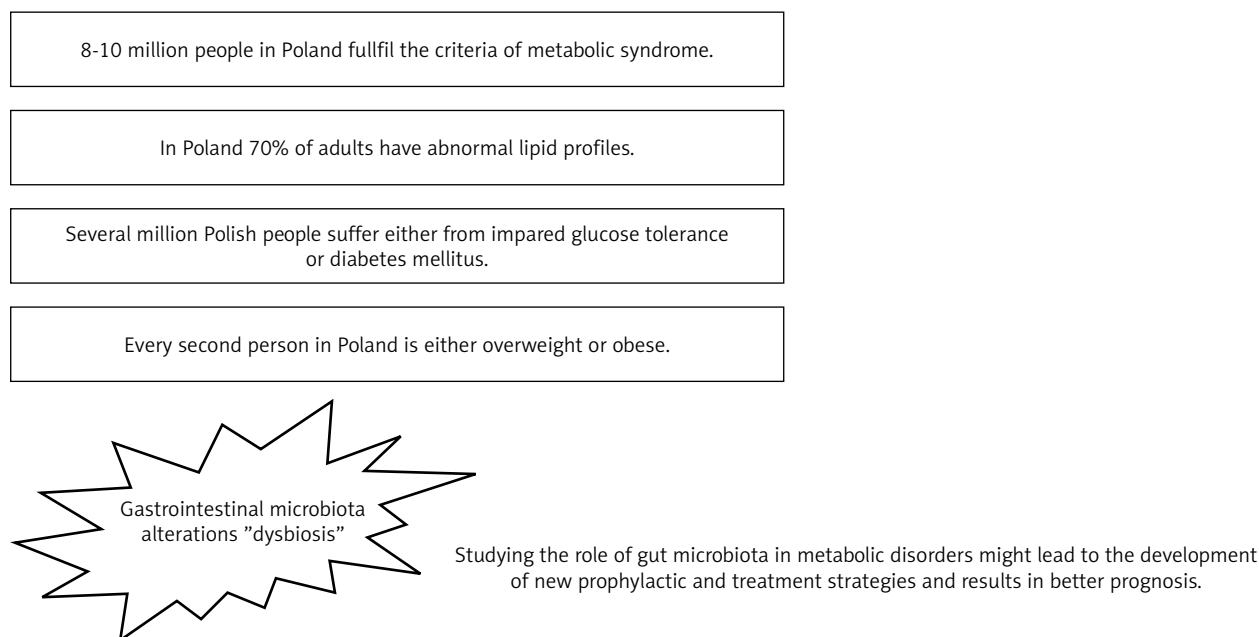 8-10 million people in Poland fullfil the criteria of metabolic syndrome.
In Poland 70% of adults have abnormal lipid profiles.
Several million Polish people suffer either from impared glucose tolerance
or diabetes mellitus.
Every second person in Poland is either overweight or obese.
Gastrointestinal microbiota
alterations ”dysbiosis”
Studying the role of gut microbiota in metabolic disorders might lead to the development
of new prophylactic and treatment strategies and results in better prognosis.